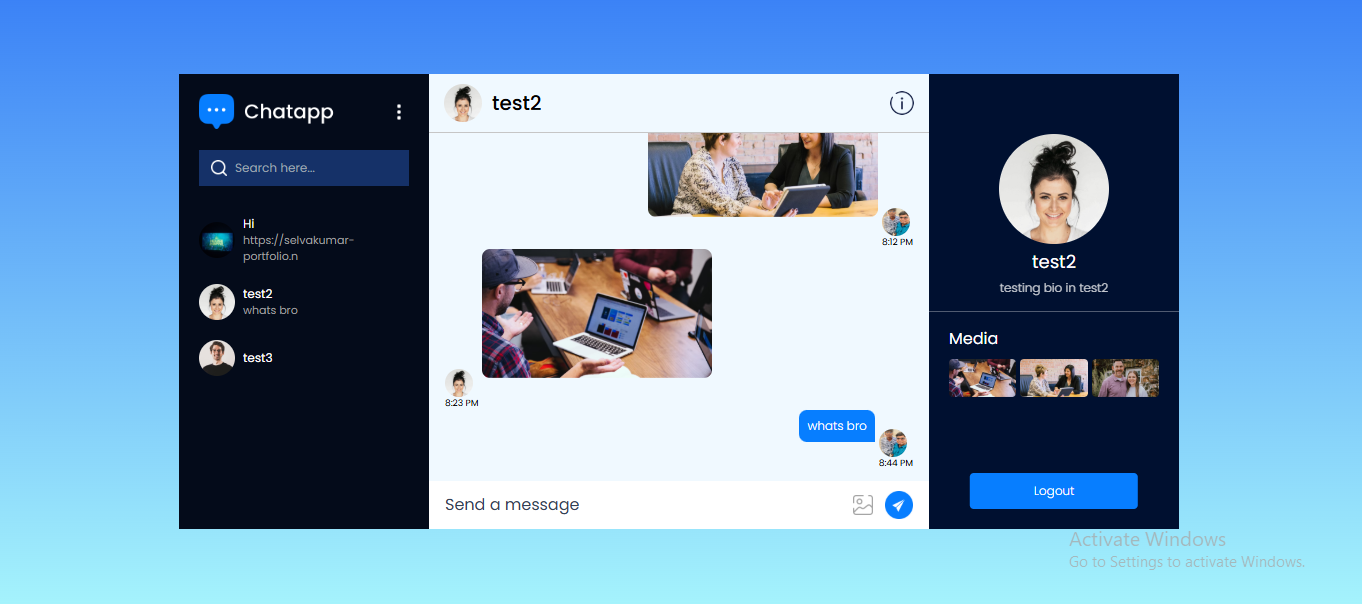 Chatapp
Search here...
Hi
https://selvakumar-
portfolio.n
test2
whats bro
test3
test2
8:12 PM
8:23 PM
whats bro
8:44 PM
Send a message
test2
testing bio in test2
Media
Logout
Activate Windows
Go to Settings to activate Windows.